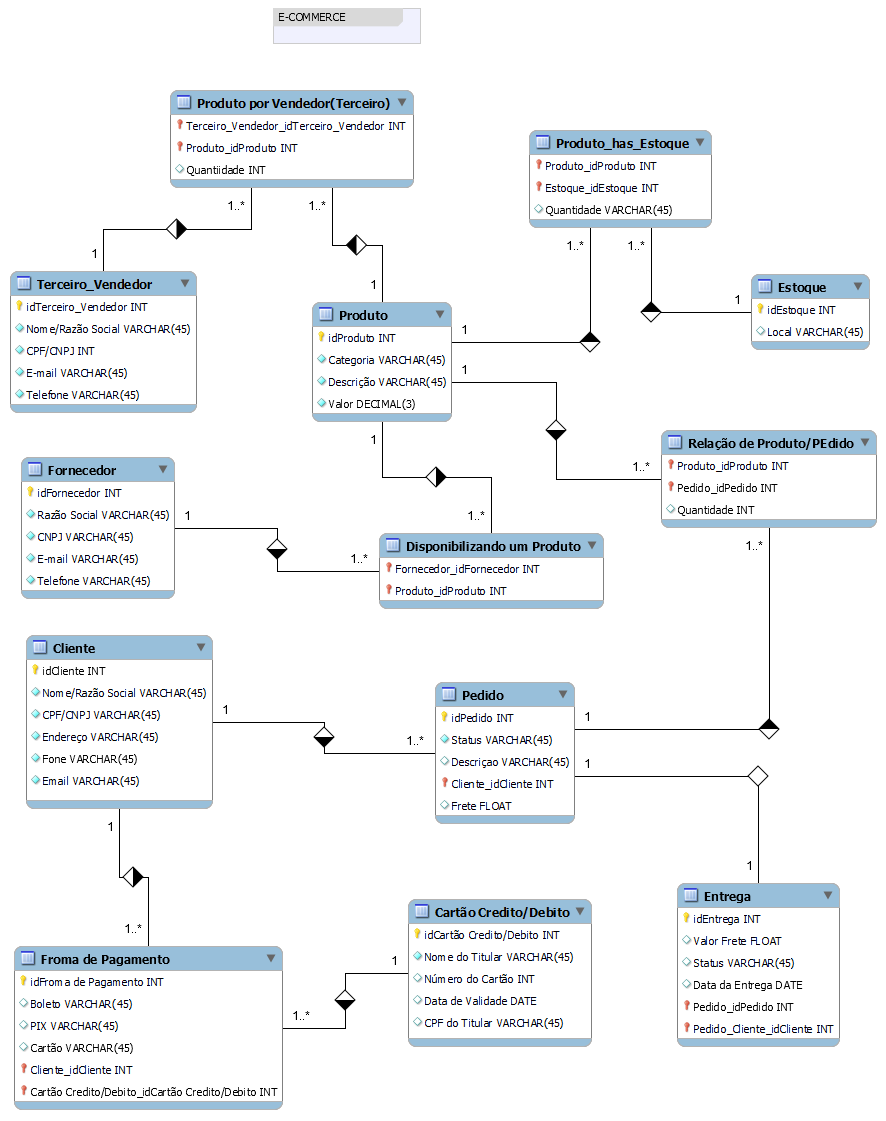 E-COMMERCE
Produto por Vendedor(Terceiro)
Terceiro_Vendedor_idTerceiro_Vendedor INT
Produto_idProduto INT
Quantiidade INT
1..*
1..*
1
1
Produto_has_Estoque
Produto_idProduto INT
Estoque_idEstoque INT
Quantidade VARCHAR(45)
1..*
1..*
1
1
Terceiro_Vendedor
idTerceiro_Vendedor INT
Nome/Razão Social VARCHAR(45)
CPF/CNPJ INT
E-mail VARCHAR(45)
Telefone VARCHAR(45)
Produto
idProduto INT
Categoria VARCHAR(45)
Descrição VARCHAR(45)
Valor DECIMAL(3)
1
1
Estoque
idEstoque INT
Local VARCHAR(45)
Relação de Produto/PEdido
Produto_idProduto INT
Pedido_idPedido INT
Quantidade INT
1..*
1..*
Fornecedor
idFornecedor INT
Razão Social VARCHAR(45)
CNPJ VARCHAR(45)
E-mail VARCHAR(45)
Telefone VARCHAR(45)
1
1..*
1..*
Disponibilizando um Produto
Fornecedor_idFornecedor INT
Produto_idProduto INT
Cliente
idCliente INT
Nome/Razão Social VARCHAR(45)
CPF/CNPJ VARCHAR(45)
Endereço VARCHAR(45)
Fone VARCHAR(45)
Email VARCHAR(45)
1
1..*
Pedido
idPedido INT
Status VARCHAR(45)
Descriçao VARCHAR(45)
Cliente_idCliente INT
Frete FLOAT
1
1
1
1
1..*
Entrega
idEntrega INT
Valor Frete FLOAT
Status VARCHAR(45)
Data da Entrega DATE
Pedido_idPedido INT
Pedido_Cliente_idCliente INT
Froma de Pagamento
idFroma de Pagamento INT
Boleto VARCHAR(45)
PIX VARCHAR(45)
Cartão VARCHAR(45)
Cliente_idCliente INT
Cartão Credito/Debito_idCartão Credito/Debito INT
1..*
1
Cartão Credito/Debito
idCartão Credito/Debito INT
Nome do Titular VARCHAR(45)
Número do Cartão INT
Data de Validade DATE
CPF do Titular VARCHAR(45)